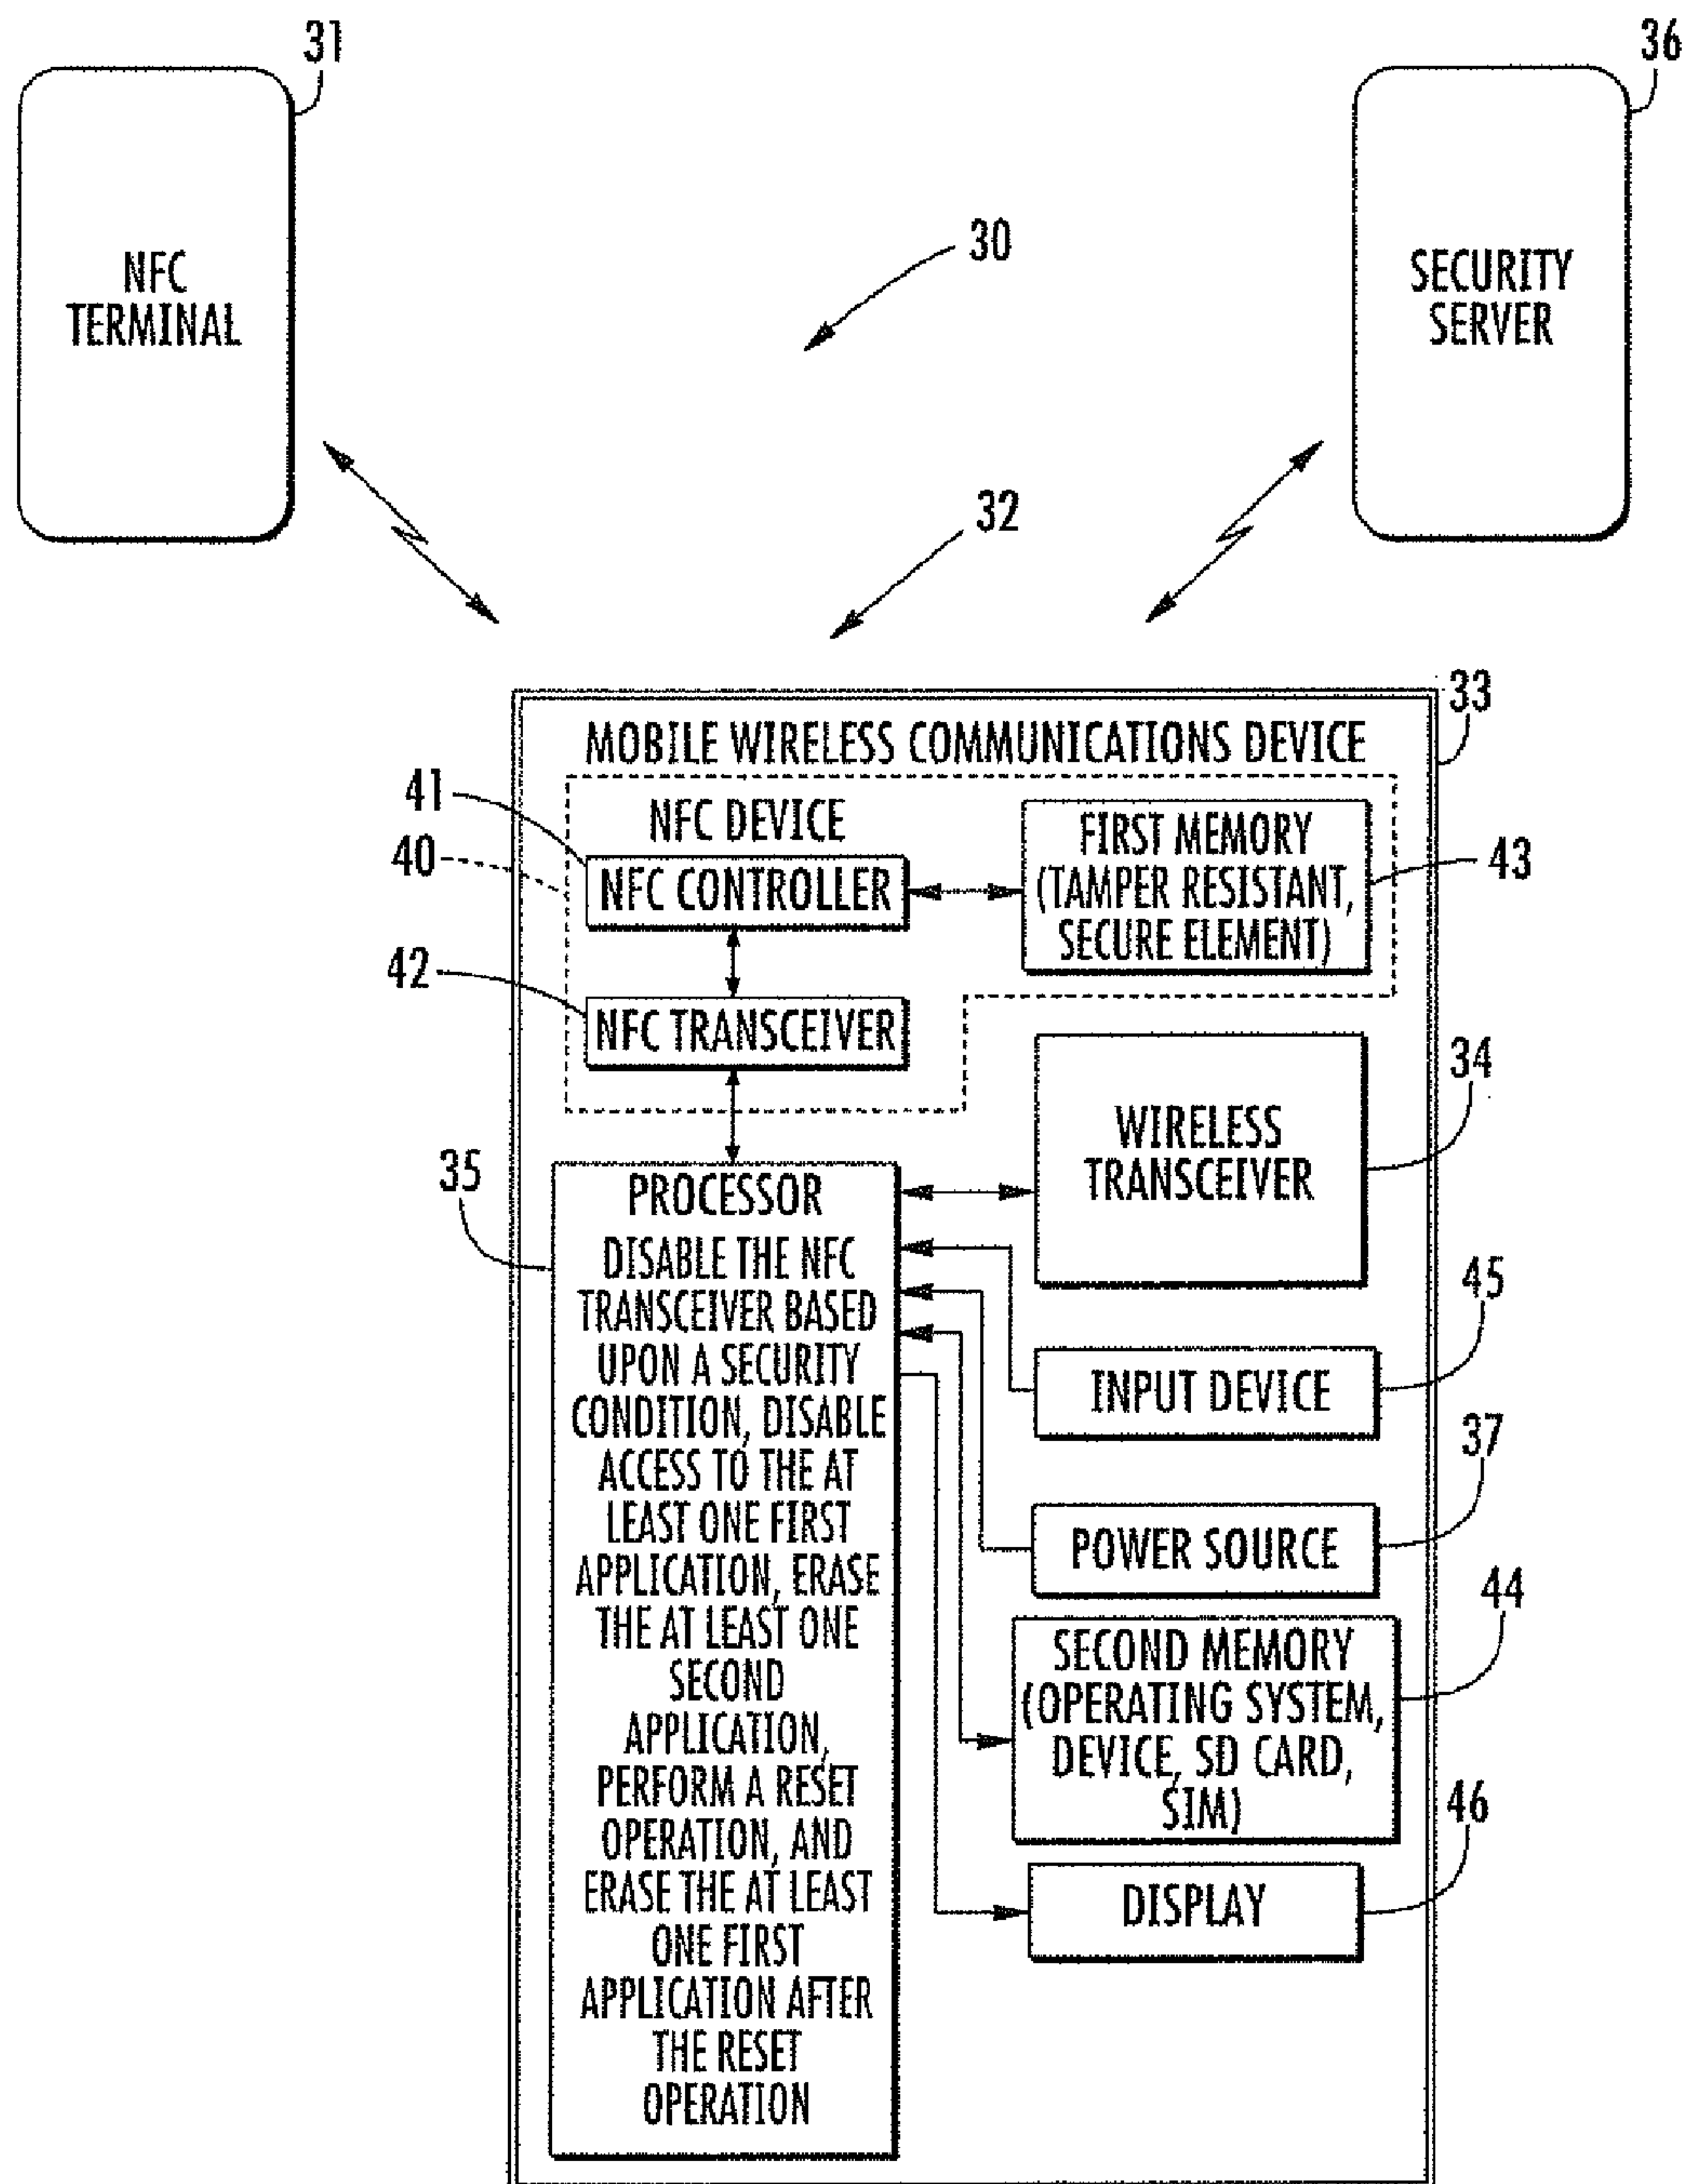 31
36
NFC
TERMINAL
30
SECURITY
SERVER
32
33
MOBILE WIRELESS COMMUNICATIONS DEVICE
41
NFC DEVICE
40
NFC CONTROLLER
FIRST MEMORY
(TAMPER RESISTANT,
SECURE ELEMENT)
43
42
NFC TRANSCEIVER
34
WIRELESS
TRANSCEIVER
35
PROCESSOR
DISABLE THE NFC
TRANSCEIVER BASED
UPON A SECURITY
CONDITION, DISABLE
ACCESS TO THE AT
LEAST ONE FIRST
APPLICATION, ERASE
THE AT LEAST ONE
SECOND
APPLICATION,
PERFORM A RESET
OPERATION, AND
ERASE THE AT LEAST
ONE FIRST
APPLICATION AFTER
THE RESET
OPERATION
45
INPUT DEVICE
37
POWER SOURCE
44
SECOND MEMORY
(OPERATING SYSTEM,
DEVICE, SD CARD,
SIM)
46
DISPLAY